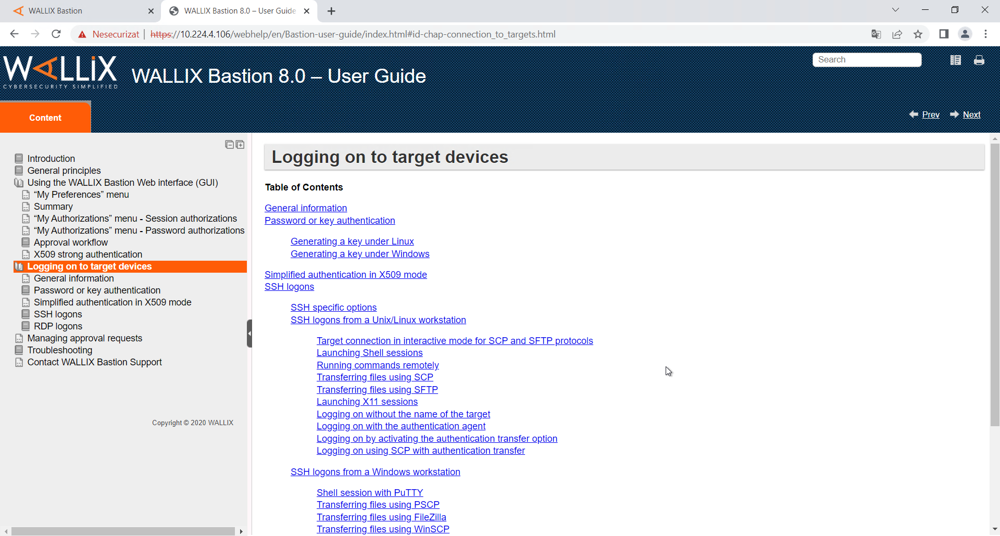 WALLIX Bastion
WALLIX Bastion 8.0 – User Guide
Nesecurizat
https://10.224.4.106/webhelp/en/Bastion-user-guide/index.html#id-chap-connection_to_targets.html
WALLiX
CYBERSECURITY SIMPLIFIED
WALLIX Bastion 8.0 – User Guide
Search
Content
Prev
Next
Introduction
General principles
Using the WALLIX Bastion Web interface (GUI)
“My Preferences” menu
Summary
“My Authorizations” menu - Session authorizations
“My Authorizations” menu - Password authorizations
Approval workflow
X509 strong authentication
Logging on to target devices
General information
Password or key authentication
Simplified authentication in X509 mode
SSH logons
RDP logons
Managing approval requests
Troubleshooting
Contact WALLIX Bastion Support
Copyright © 2020 WALLIX
Logging on to target devices
Table of Contents
General information
Password or key authentication
Generating a key under Linux
Generating a key under Windows
Simplified authentication in X509 mode
SSH logons
SSH specific options
SSH logons from a Unix/Linux workstation
Target connection in interactive mode for SCP and SFTP protocols
Launching Shell sessions
Running commands remotely
Transferring files using SCP
Transferring files using SFTP
Launching X11 sessions
Logging on without the name of the target
Logging on with the authentication agent
Logging on by activating the authentication transfer option
Logging on using SCP with authentication transfer
SSH logons from a Windows workstation
Shell session with PuTTY
Transferring files using PSCP
Transferring files using FileZilla
Transferring files using WinSCP